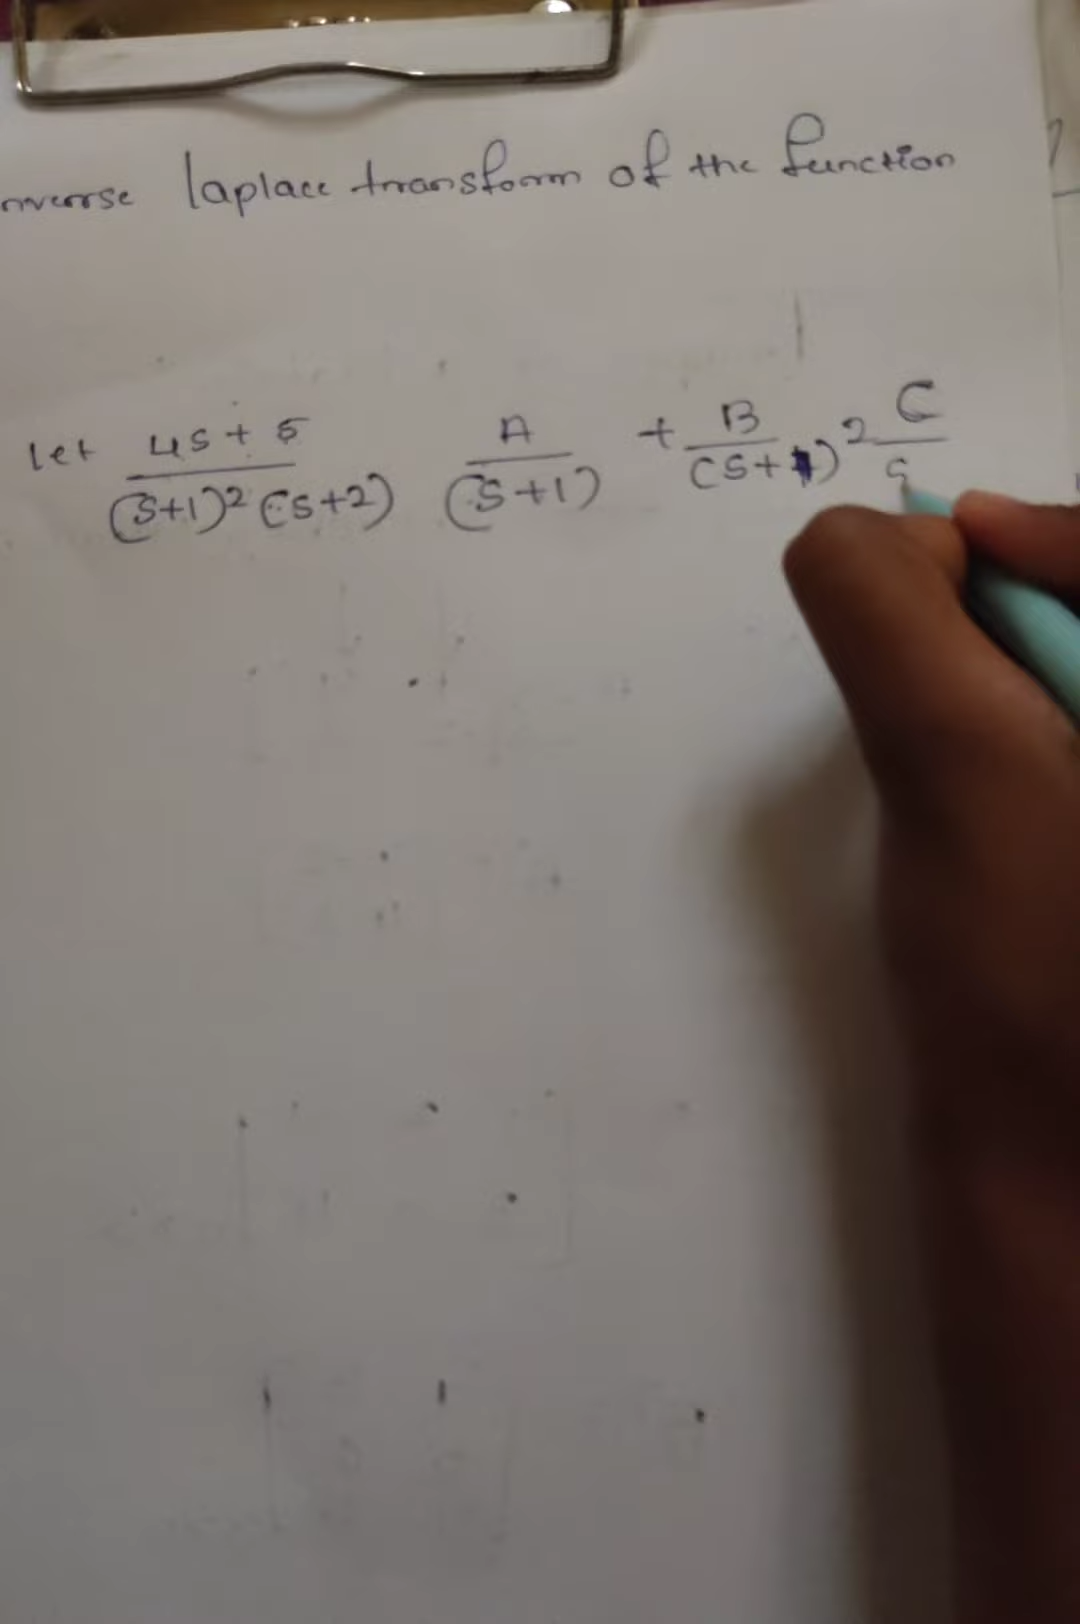 nverse laplace transform of the function
let 4s + 5 / (s+1)² (s+2) A / (s+1) + B / (s+1)² C / s